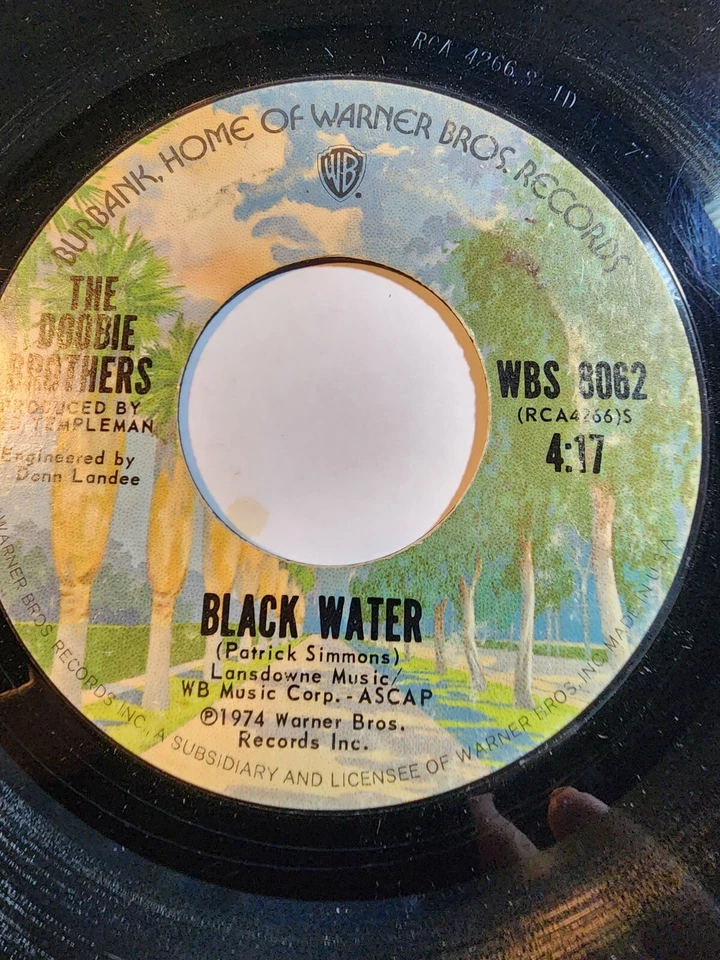 RCA 4266 S 1D
BURBANK, HOME OF WARNER BROS. RECORDS
WB
®
THE
DOOBIE
BROTHERS
PRODUCED BY
TEMPLEMAN
Engineered by
Donn Landee
WBS 8062
(RCA4266)S
4:17
BLACK WATER
(Patrick Simmons)
Lansdowne Music/
WB Music Corp. - ASCAP
℗1974 Warner Bros.
Records Inc.
WARNER BROS. RECORDS INC., A SUBSIDIARY AND LICENSEE OF WARNER BROS. INC. MADE IN U.S.A.